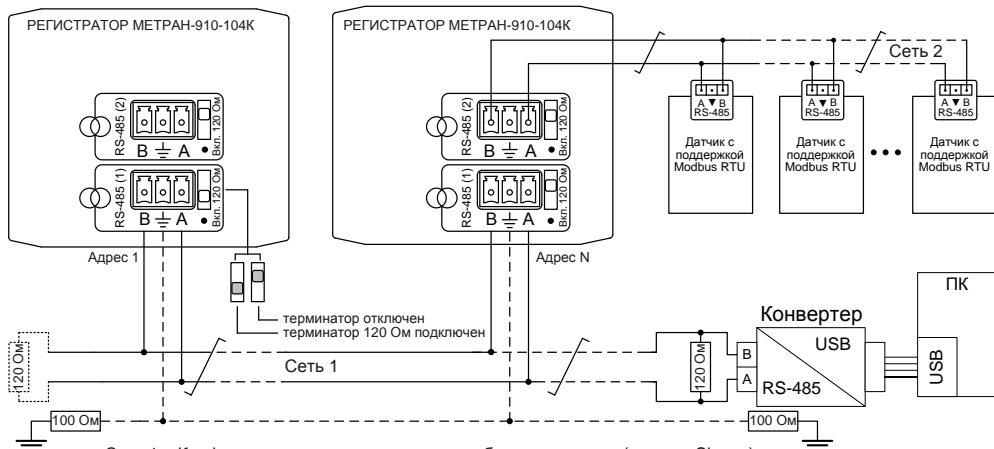 РЕГИСТРАТОР МЕТРАН-910-104К
RS-485 (2)
B
A
Вкл. 120 Ом
RS-485 (1)
B
A
Вкл. 120 Ом
Адрес 1
РЕГИСТРАТОР МЕТРАН-910-104К
RS-485 (2)
B
A
Вкл. 120 Ом
RS-485 (1)
B
A
Вкл. 120 Ом
Адрес N
Сеть 2
A ▼ B
RS-485
Датчик с
поддержкой
Modbus RTU
A ▼ B
RS-485
Датчик с
поддержкой
Modbus RTU
A ▼ B
RS-485
Датчик с
поддержкой
Modbus RTU
терминатор отключен
терминатор 120 Ом подключен
120 Ом
Сеть 1
120 Ом
Конвертер
B
A
USB
RS-485
ПК
USB
100 Ом
100 Ом